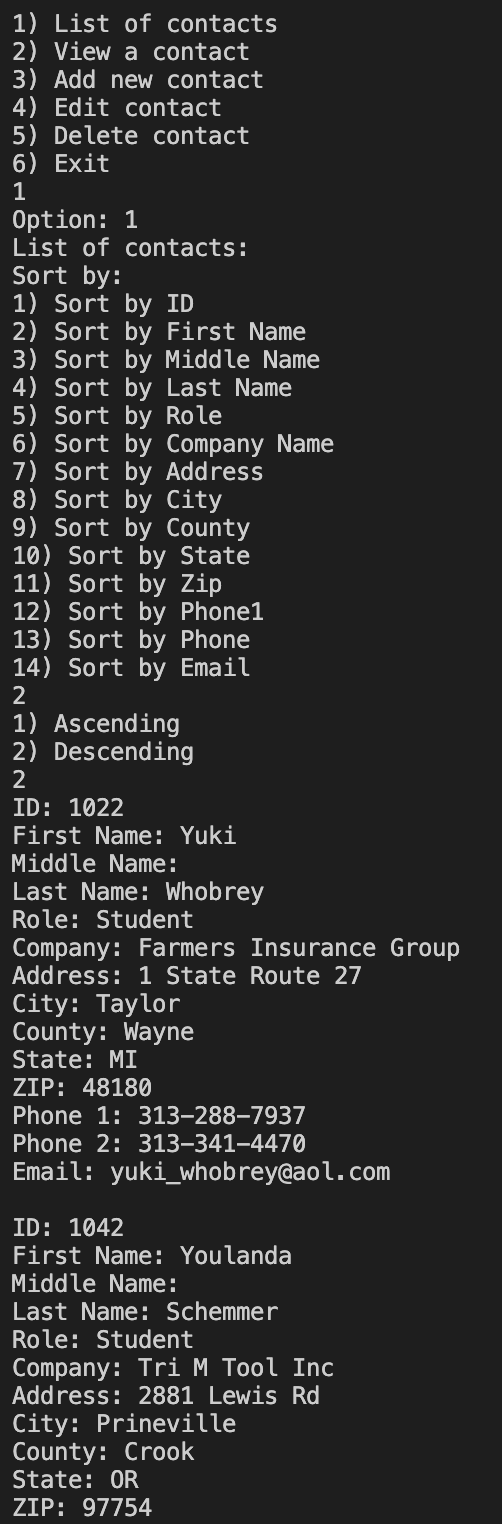 1) List of contacts
2) View a contact
3) Add new contact
4) Edit contact
5) Delete contact
6) Exit
1
Option: 1
List of contacts:
Sort by:
1) Sort by ID
2) Sort by First Name
3) Sort by Middle Name
4) Sort by Last Name
5) Sort by Role
6) Sort by Company Name
7) Sort by Address
8) Sort by City
9) Sort by County
10) Sort by State
11) Sort by Zip
12) Sort by Phone1
13) Sort by Phone
14) Sort by Email
2
1) Ascending
2) Descending
2
ID: 1022
First Name: Yuki
Middle Name:
Last Name: Whobrey
Role: Student
Company: Farmers Insurance Group
Address: 1 State Route 27
City: Taylor
County: Wayne
State: MI
ZIP: 48180
Phone 1: 313-288-7937
Phone 2: 313-341-4470
Email: yuki_whobrey@aol.com

ID: 1042
First Name: Youlanda
Middle Name:
Last Name: Schemmer
Role: Student
Company: Tri M Tool Inc
Address: 2881 Lewis Rd
City: Prineville
County: Crook
State: OR
ZIP: 97754